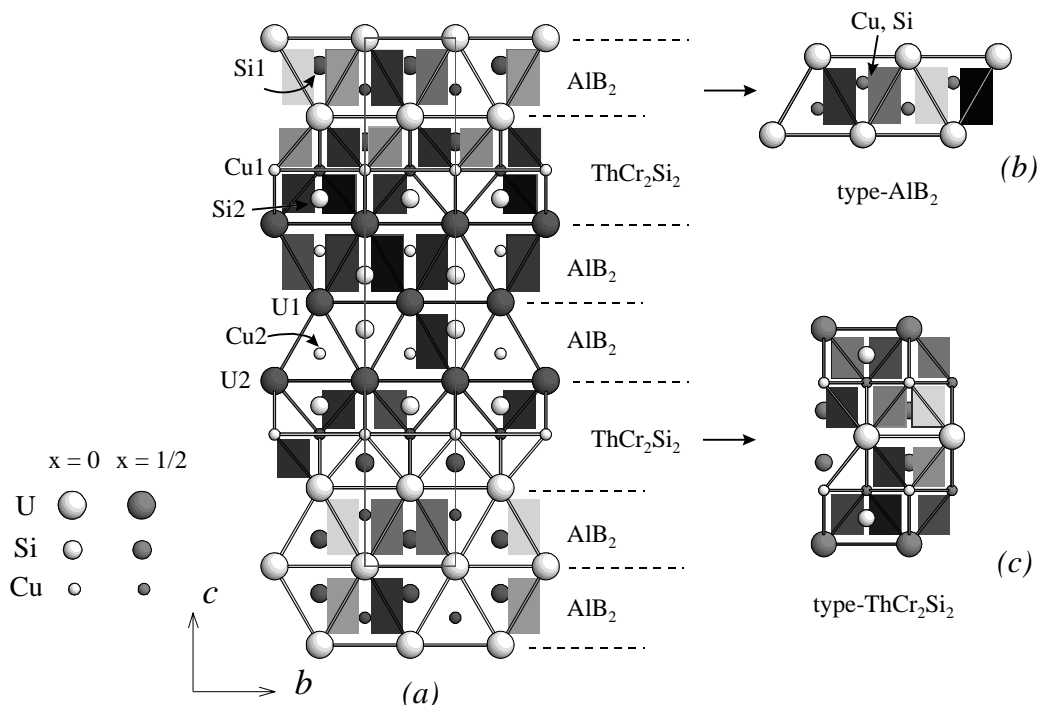 Si1
AlB2
Cu1
ThCr2Si2
Si2
AlB2
U1
Cu2
AlB2
U2
ThCr2Si2
AlB2
AlB2
x = 0 x = 1/2
U
Si
Cu
c
b
(a)
Cu, Si
(b)
type-AlB2
(c)
type-ThCr2Si2